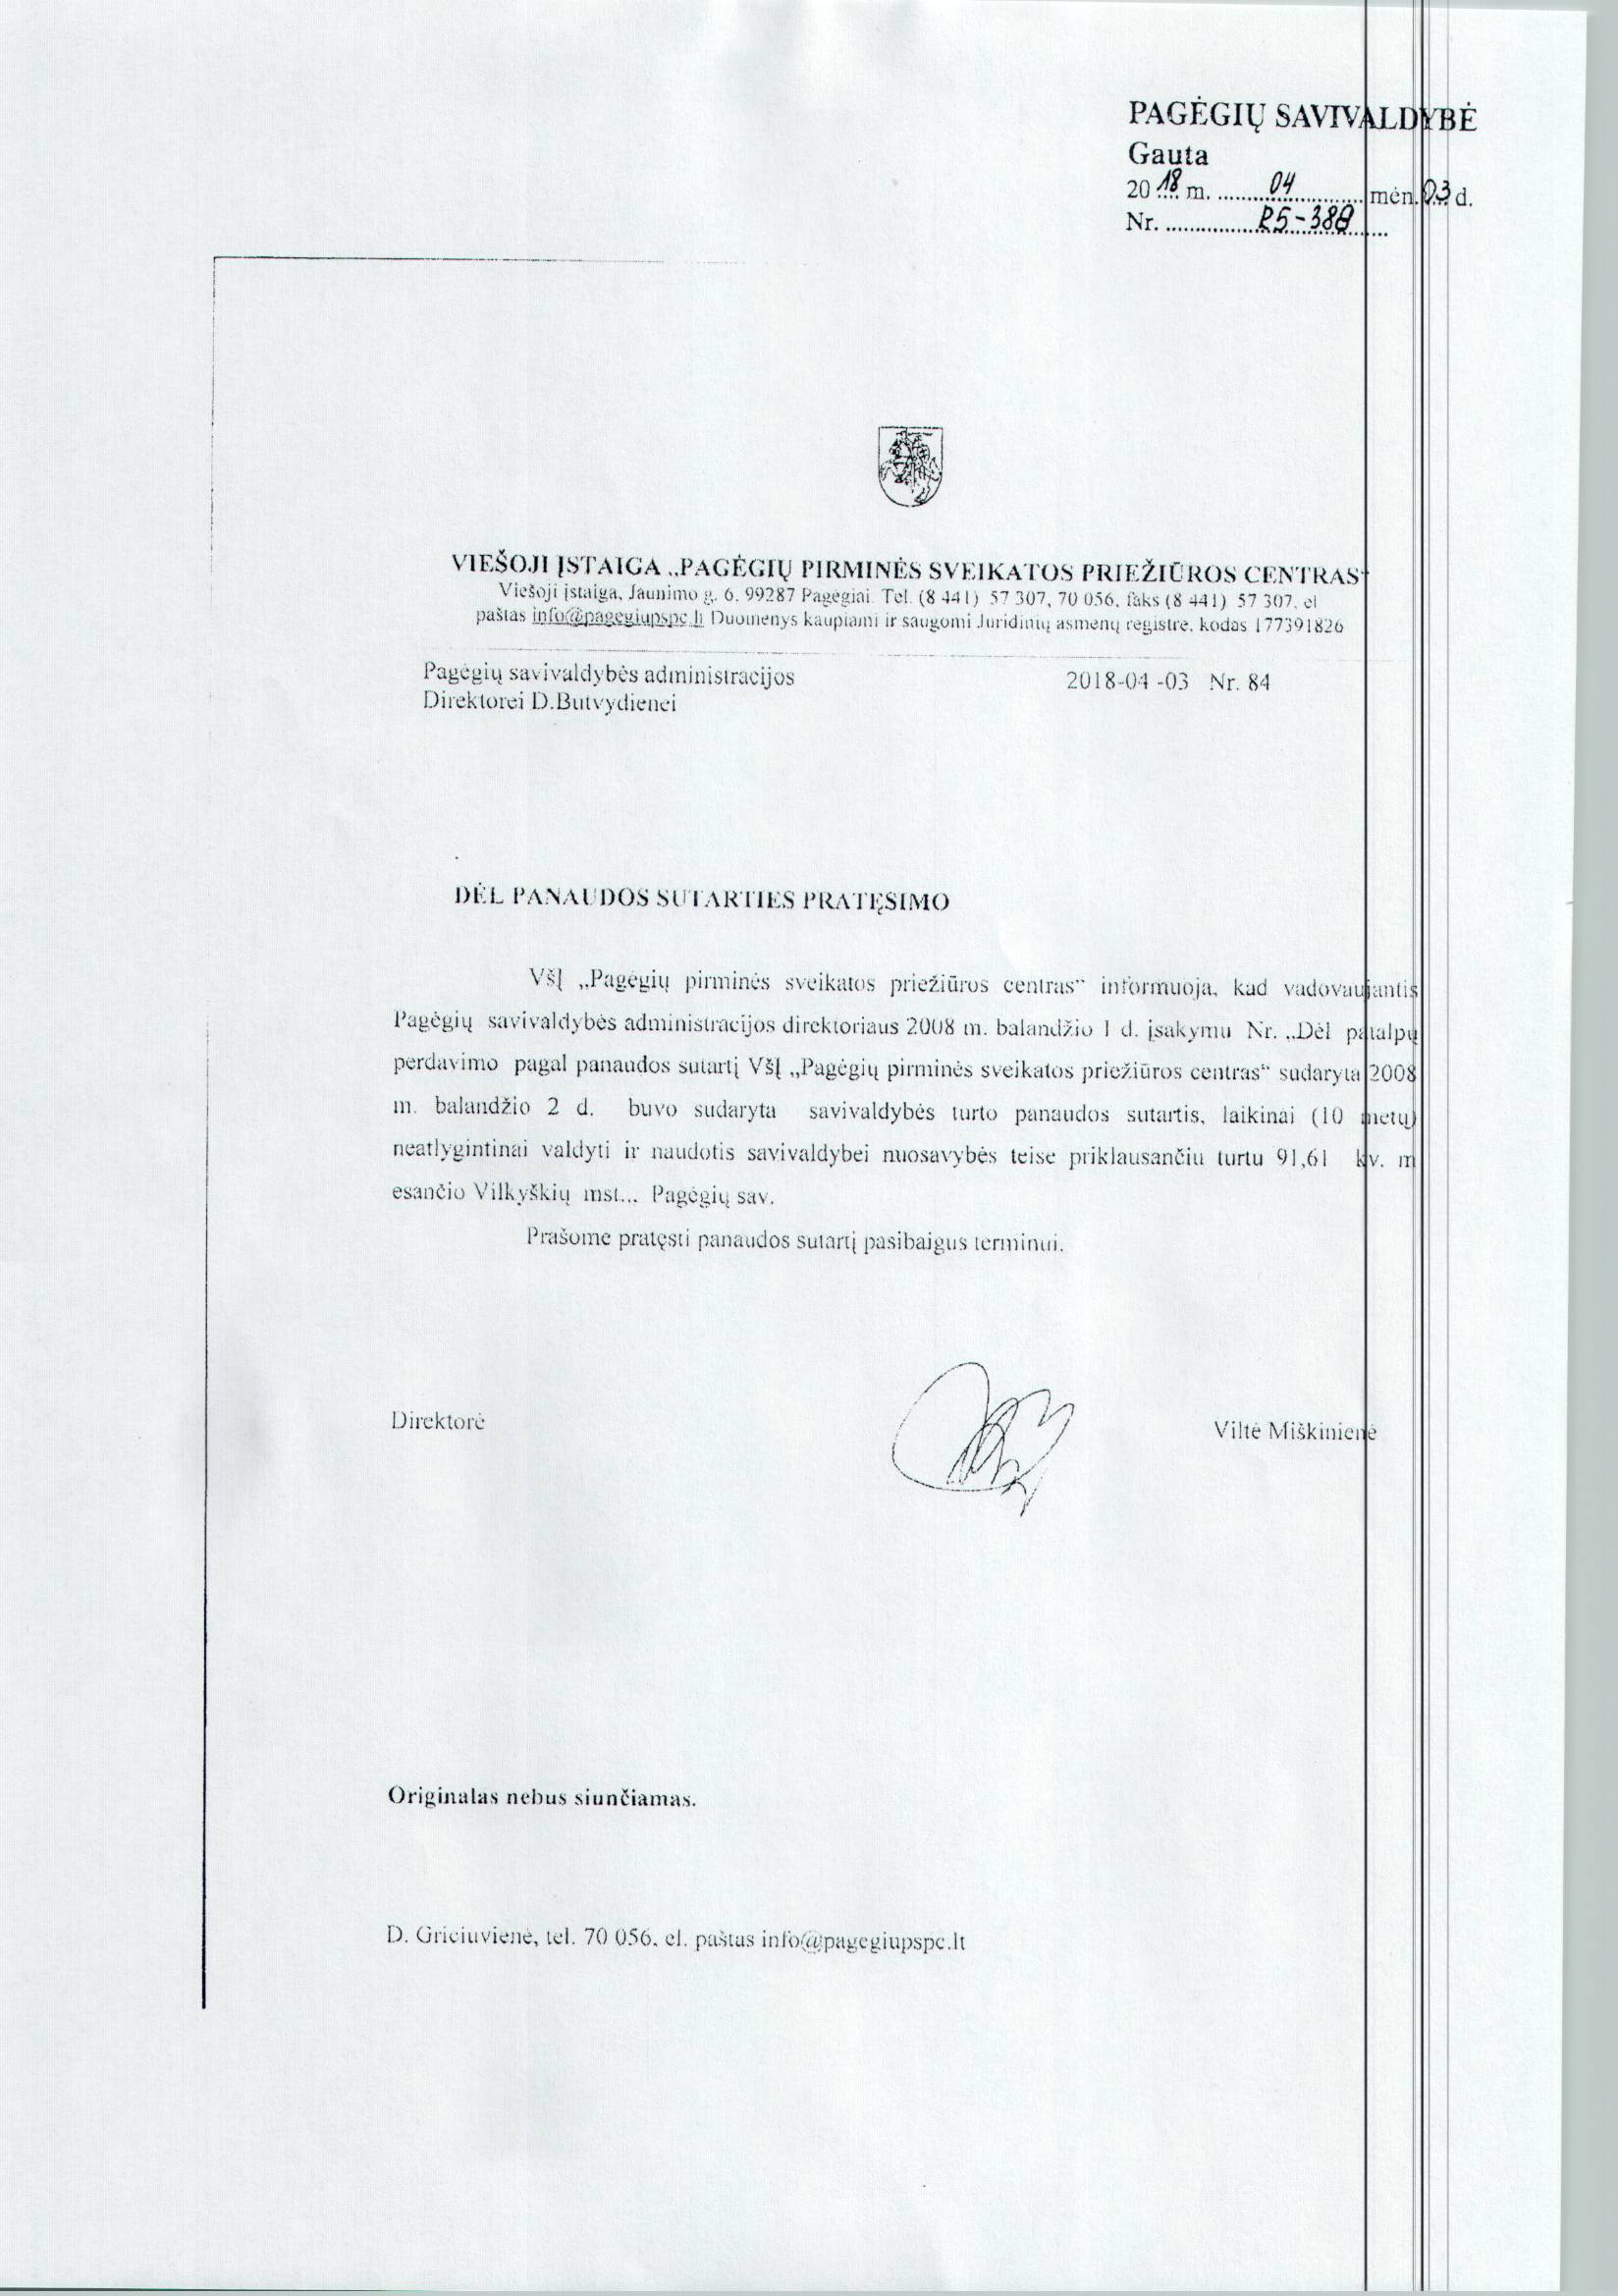 PAGĖGIŲ SAVIVALDYBĖ
Gauta
2018 m. ........04........ mėn. 03 d.
Nr. ................R5-388......
VIEŠOJI ĮSTAIGA „PAGĖGIŲ PIRMINĖS SVEIKATOS PRIEŽIŪROS CENTRAS“
Viešoji įstaiga, Jaunimo g. 6, 99287 Pagėgiai. Tel. (8 441) 57 307, 70 056, faks (8 441) 57 307, el
paštas info@pagegiupspc.lt Duomenys kaupiami ir saugomi Juridinių asmenų registre, kodas 177391826
Pagėgių savivaldybės administracijos 2018-04 -03 Nr. 84
Direktorei D.Butvydienei
DĖL PANAUDOS SUTARTIES PRATĘSIMO
VšĮ „Pagėgių pirminės sveikatos priežiūros centras“ informuoja, kad vadovaujantis
Pagėgių savivaldybės administracijos direktoriaus 2008 m. balandžio 1 d. įsakymu Nr. „Dėl patalpų
perdavimo pagal panaudos sutartį VšĮ „Pagėgių pirminės sveikatos priežiūros centras“ sudaryta 2008
m. balandžio 2 d. buvo sudaryta savivaldybės turto panaudos sutartis, laikinai (10 metų)
neatlygintinai valdyti ir naudotis savivaldybei nuosavybės teise priklausančiu turtu 91,61 kv. m
esančio Vilkyškių mst... Pagėgių sav.
Prašome pratęsti panaudos sutartį pasibaigus terminui.
Direktorė Viltė Miškinienė
Originalas nebus siunčiamas.
D. Griciuvienė, tel. 70 056, el. paštas info@pagegiupspc.lt